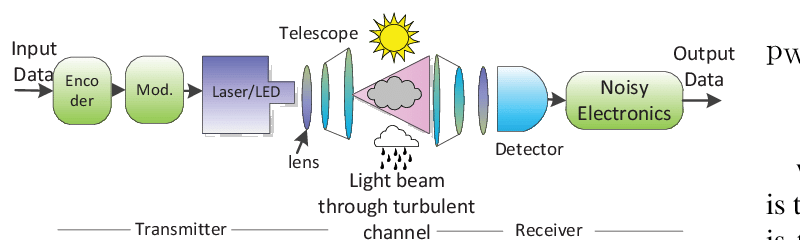 Telescope
Input
Data
Enco
der
Mod.
Laser/LED
lens
Light beam
through turbulent
channel
Detector
Noisy
Electronics
Output
Data
Transmitter
Receiver
pw
is t